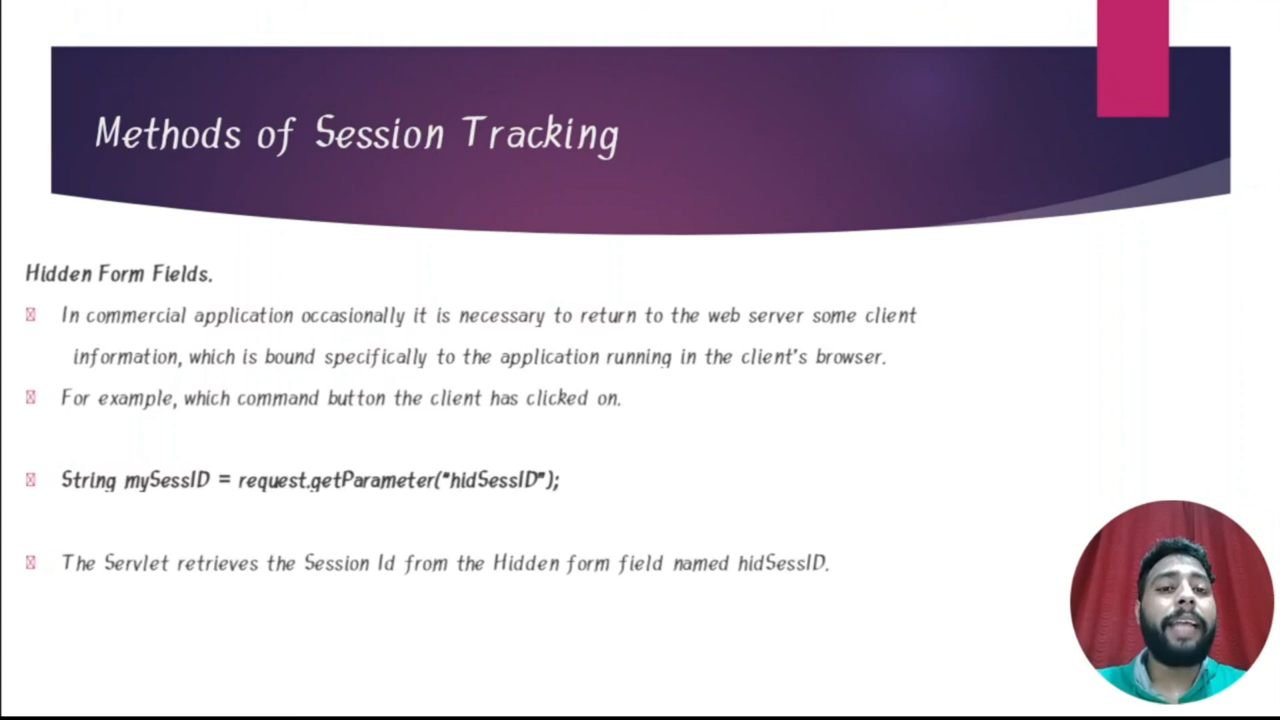 Methods of Session Tracking
Hidden Form Fields.
In commercial application occasionally it is necessary to return to the web server some client
information, which is bound specifically to the application running in the client's browser.
For example, which command button the client has clicked on.
String mySessID = request.getParameter("hidSessID");
The Servlet retrieves the Session Id from the Hidden form field named hidSessID.